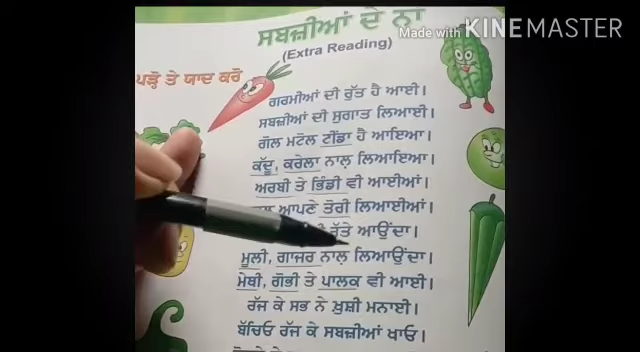 ਸਬਜ਼ੀਆਂ ਦੇ ਨਾਂ
Made with KINEMASTER
(Extra Reading)
ਪੜ੍ਹੋ ਤੇ ਯਾਦ ਕਰੋ
ਗਰਮੀਆਂ ਦੀ ਰੁੱਤ ਹੈ ਆਈ।
ਸਬਜ਼ੀਆਂ ਦੀ ਸੁਗਾਤ ਲਿਆਈ।
ਗੋਲ ਮਟੋਲ ਟੀਂਡਾ ਹੈ ਆਇਆ।
ਕੱਦੂ, ਕਰੇਲਾ ਨਾਲ਼ ਲਿਆਇਆ।
ਅਰਬੀ ਤੇ ਭਿੰਡੀ ਵੀ ਆਈਆਂ।
ਆਪਣੇ ਤੋਰੀ ਲਿਆਈਆਂ।
ਰੁੱਤੇ ਆਉਂਦਾ।
ਮੂਲੀ, ਗਾਜਰ ਨਾਲ਼ ਲਿਆਉਂਦਾ।
ਮੇਥੀ, ਗੋਭੀ ਤੇ ਪਾਲਕ ਵੀ ਆਈ।
ਰੱਜ ਕੇ ਸਭ ਨੇ ਖ਼ੁਸ਼ੀ ਮਨਾਈ।
ਬੱਚਿਓ ਰੱਜ ਕੇ ਸਬਜ਼ੀਆਂ ਖਾਓ।